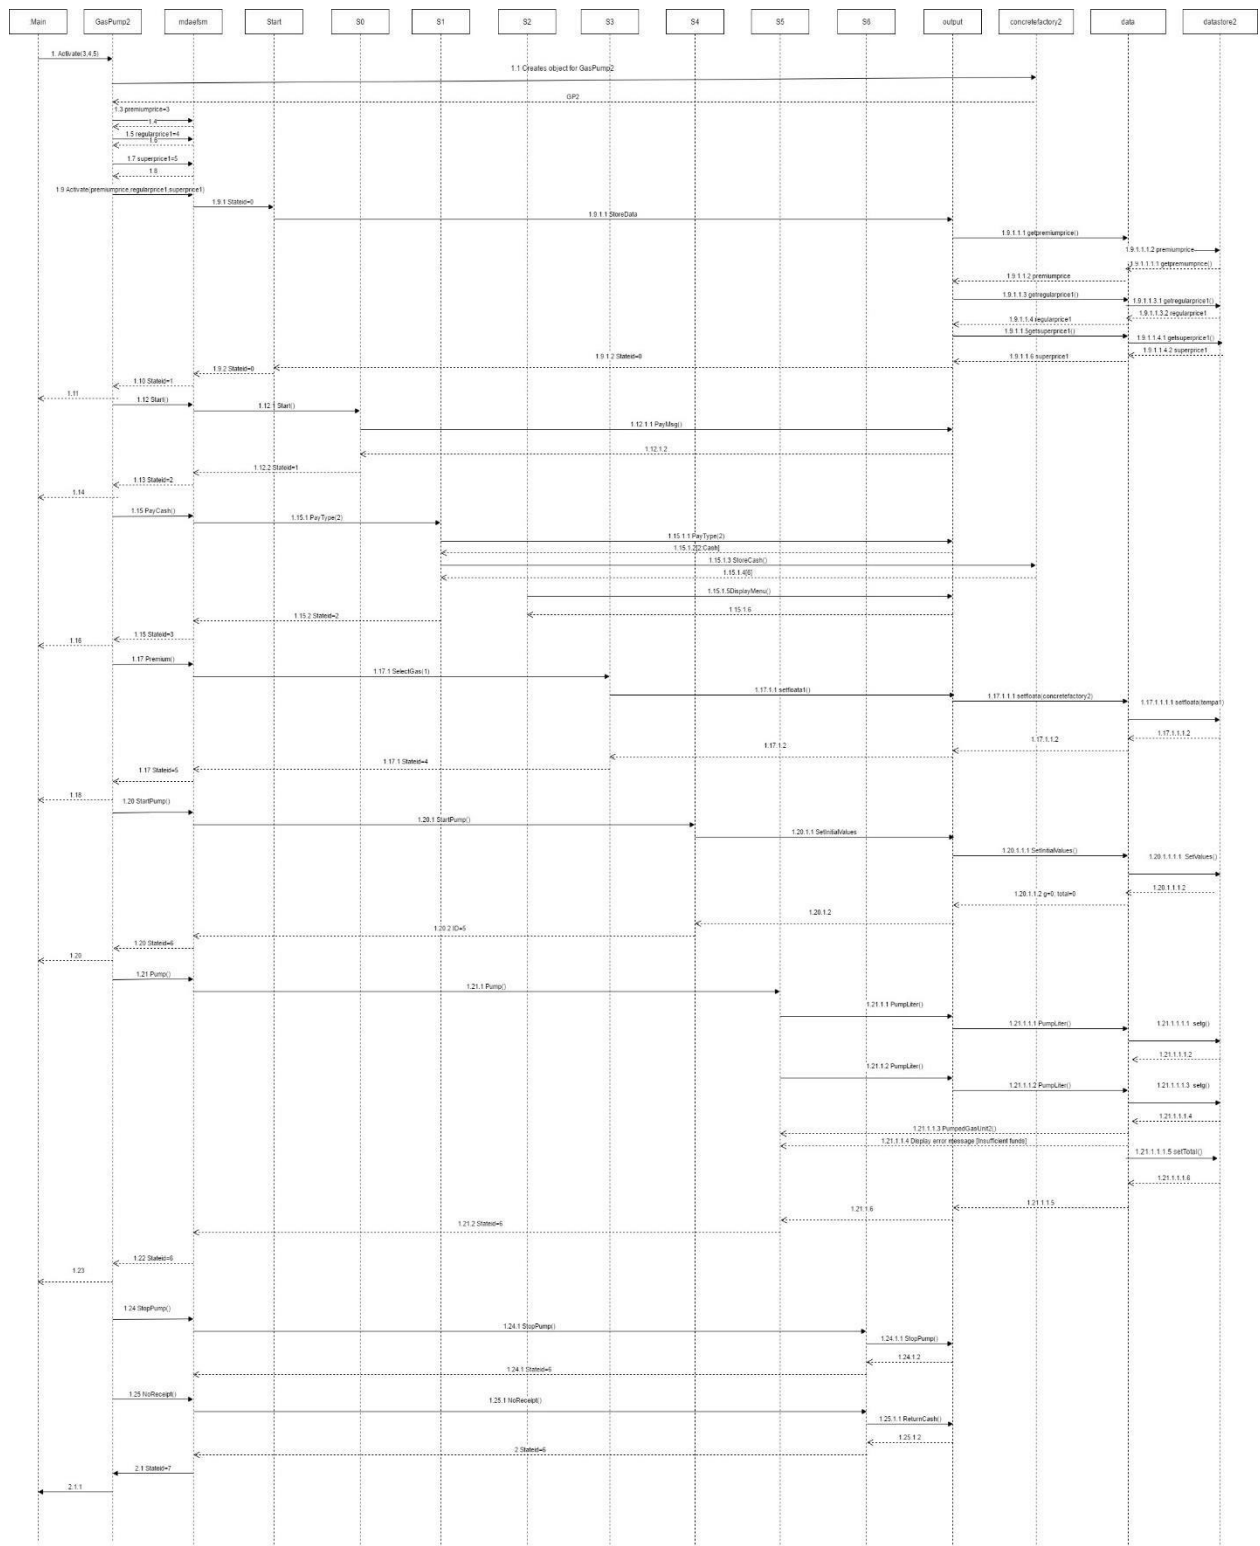 Main
GasPump2
mdaefsm
Start
S0
S1
S2
S3
S4
S5
S6
output
concretefactory2
data
datastore2
1. Activate(3,4,5)
1.1 Creates object for GasPump2
GP2
1.3 premiumprice=3
1.4
1.5 regularprice1=4
1.6
1.7 superprice1=5
1.8
1.9 Activate(premiumprice,regularprice1,superprice1)
1.9.1 Stateid=0
1.9.1.1 StoreData
1.9.1.1.1 getpremiumprice()
1.9.1.1.1.2 premiumprice
1.9.1.1.1.1 getpremiumprice()
1.9.1.1.2 premiumprice
1.9.1.1.3 getregularprice1()
1.9.1.1.3.1 getregularprice1()
1.9.1.1.3.2 regularprice1
1.9.1.1.4 regularprice1
1.9.1.1.5getsuperprice1()
1.9.1.1.4.1 getsuperprice1()
1.9.1.1.4.2 superprice1
1.9.1.1.6 superprice1
1.9.1.2 Stateid=0
1.9.2 Stateid=0
1.10 Stateid=1
1.11
1.12 Start()
1.12.1 Start()
1.12.1.1 PayMsg()
1.12.1.2
1.12.2 Stateid=1
1.13 Stateid=2
1.14
1.15 PayCash()
1.15.1 PayType(2)
1.15.1.1 PayType(2)
1.15.1.2[2:Cash]
1.15.1.3 StoreCash()
1.15.1.4[6]
1.15.1.5DisplayMenu()
1.15.1.6
1.15.2 Stateid=2
1.15 Stateid=3
1.16
1.17 Premium()
1.17.1 SelectGas(1)
1.17.1.1 setfloata1()
1.17.1.1.1 setfloata(concretefactory2)
1.17.1.1.1.1 setfloata(tempa1)
1.17.1.1.1.2
1.17.1.1.2
1.17.1.2
1.17.1 Stateid=4
1.17 Stateid=5
1.18
1.20 StartPump()
1.20.1 StartPump()
1.20.1.1 SetInitialValues
1.20.1.1.1 SetInitialValues()
1.20.1.1.1.1 SetValues()
1.20.1.1.1.2
1.20.1.1.2 g=0, total=0
1.20.1.2
1.20.2 ID=5
1.20 Stateid=6
1.20
1.21 Pump()
1.21.1 Pump()
1.21.1.1 PumpLiter()
1.21.1.1.1 PumpLiter()
1.21.1.1.1.1 setg()
1.21.1.1.1.2
1.21.1.2 PumpLiter()
1.21.1.1.2 PumpLiter()
1.21.1.1.1.3 setg()
1.21.1.1.1.4
1.21.1.1.3 PumpedGasUnit2()
1.21.1.1.4 Display error message [Insufficient funds]
1.21.1.1.1.5 setTotal()
1.21.1.1.1.6
1.21.1.1.5
1.21.1.6
1.21.2 Stateid=5
1.22 Stateid=6
1.23
1.24 StopPump()
1.24.1 StopPump()
1.24.1.1 StopPump()
1.24.1.2
1.24.1 Stateid=6
1.25 NoReceipt()
1.25.1 NoReceipt()
1.25.1.1 ReturnCash()
1.25.1.2
2 Stateid=6
2.1 Stateid=7
2.1.1